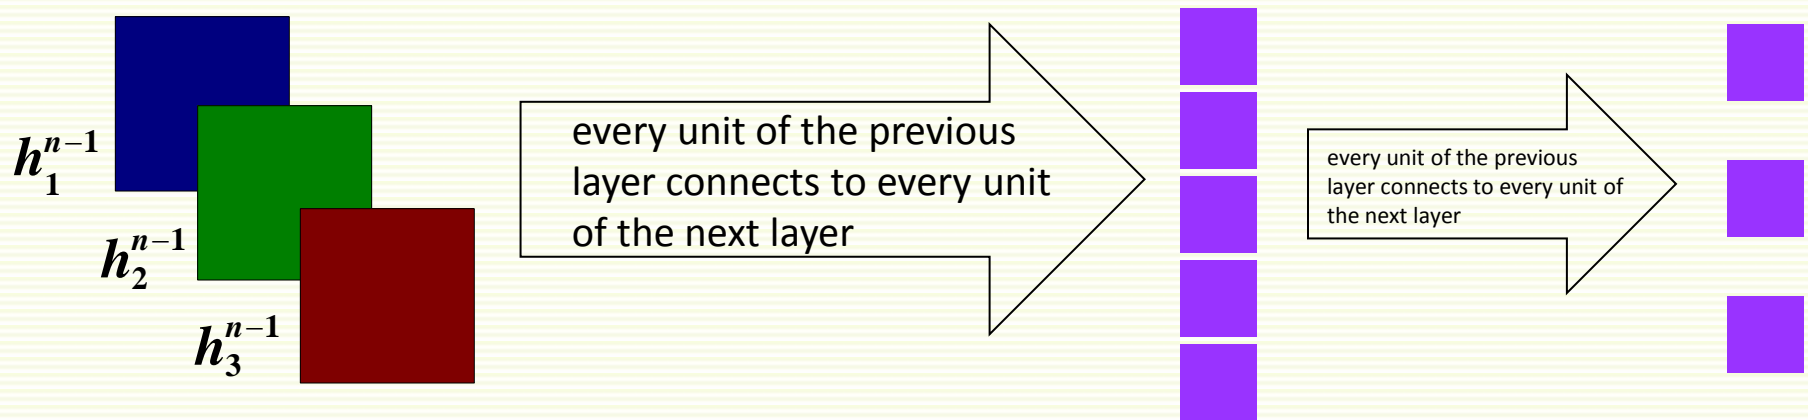 h_1^{n−1}
h_2^{n−1}
h_3^{n−1}
every unit of the previous
layer connects to every unit
of the next layer
every unit of the previous
layer connects to every unit of
the next layer